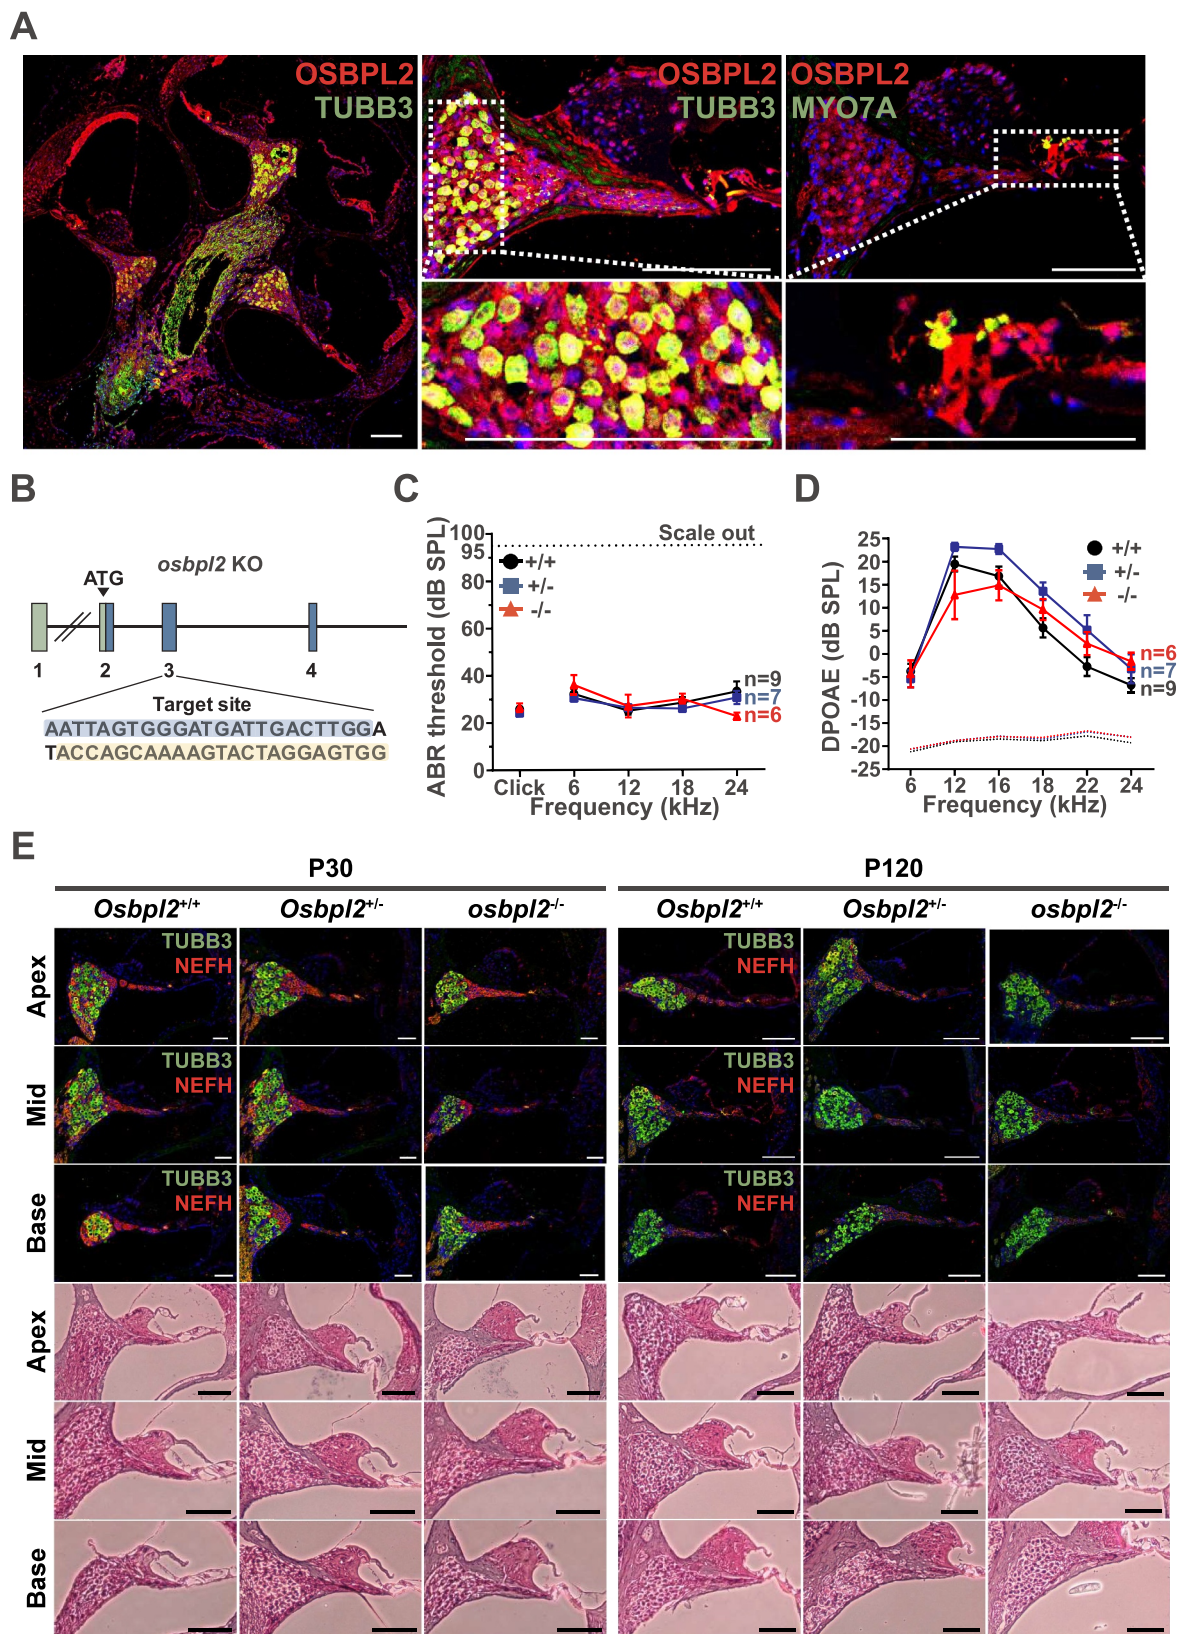 A
OSBPL2
TUBB3
OSBPL2
TUBB3
OSBPL2
MYO7A
B
osbpl2 KO
ATG
1
2
3
4
Target site
AATTAGTGGGATGATTGACTTGGA
TACCAGCAAAAGTACTAGGAGTGG
C
ABR threshold (dB SPL)
100
95
80
60
40
20
0
Scale out
+/+
+/-
-/-
n=9
n=7
n=6
Click
6
12
18
24
Frequency (kHz)
D
DPOAE (dB SPL)
25
20
15
10
5
0
-5
-10
-15
-20
-25
+/+
+/-
-/-
n=6
n=7
n=9
6
12
16
18
22
24
Frequency (kHz)
E
P30
P120
Osbpl2+/+
Osbpl2+/-
osbpl2-/-
Osbpl2+/+
Osbpl2+/-
osbpl2-/-
Apex
TUBB3
NEFH
TUBB3
NEFH
TUBB3
NEFH
Mid
TUBB3
NEFH
TUBB3
NEFH
TUBB3
NEFH
Base
TUBB3
NEFH
TUBB3
NEFH
Apex
Mid
Base